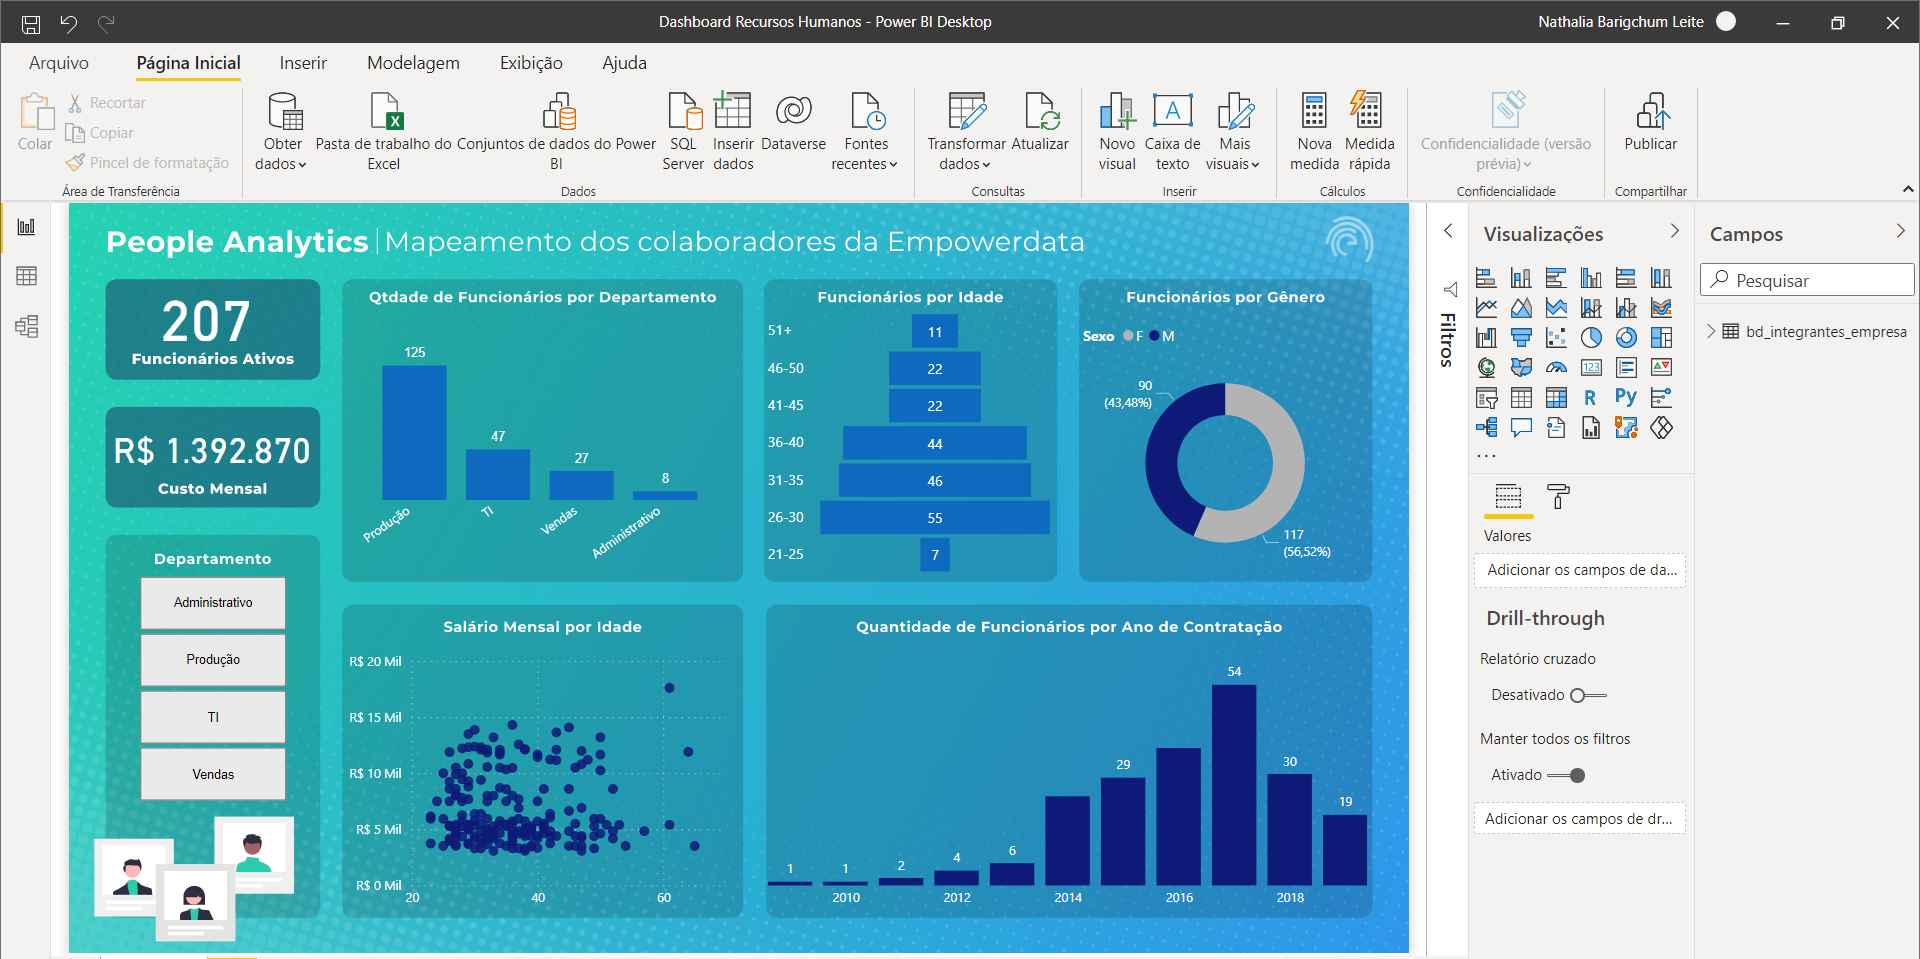 Dashboard Recursos Humanos - Power BI Desktop
Nathalia Barigchum Leite
Arquivo
Página Inicial
Inserir
Modelagem
Exibição
Ajuda
Colar
Recortar
Copiar
Pincel de formatação
Área de Transferência
Obter
dados
Pasta de trabalho do
Excel
Conjuntos de dados do Power
BI
SQL
Server
Inserir
dados
Dataverse
Fontes
recentes
Dados
Transformar
dados
Atualizar
Consultas
Novo
visual
A
Caixa de
texto
Mais
visuais
Inserir
Nova
medida
Medida
rápida
Cálculos
Confidencialidade (versão
prévia)
Confidencialidade
Publicar
Compartilhar
People Analytics | Mapeamento dos colaboradores da Empowerdata
207
Funcionários Ativos
R$ 1.392.870
Custo Mensal
Departamento
Administrativo
Produção
TI
Vendas
Qtdade de Funcionários por Departamento
125
47
27
8
Produção
TI
Vendas
Administrativo
Funcionários por Idade
51+
11
46-50
22
41-45
22
36-40
44
31-35
46
26-30
55
21-25
7
Funcionários por Gênero
Sexo F M
90
(43,48%)
117
(56,52%)
Salário Mensal por Idade
R$ 20 Mil
R$ 15 Mil
R$ 10 Mil
R$ 5 Mil
R$ 0 Mil
20
40
60
Quantidade de Funcionários por Ano de Contratação
1
1
2
4
6
29
54
30
19
2010
2012
2014
2016
2018
Filtros
Visualizações
123
R
Py
...
Valores
Adicionar os campos de da...
Drill-through
Relatório cruzado
Desativado
Manter todos os filtros
Ativado
Adicionar os campos de dr...
Campos
Pesquisar
bd_integrantes_empresa